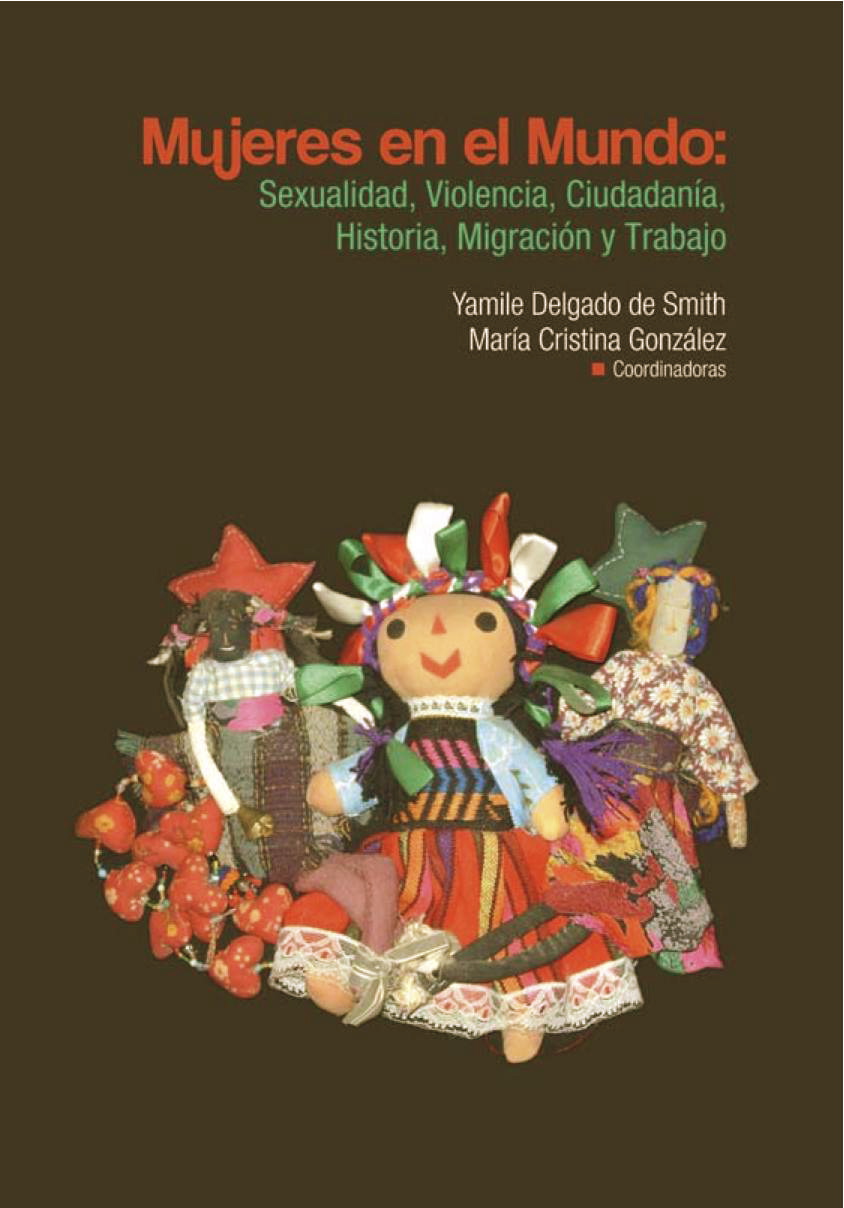 Mujeres en el Mundo:
Sexualidad, Violencia, Ciudadanía,
Historia, Migración y Trabajo
Yamile Delgado de Smith
María Cristina González
Coordinadoras